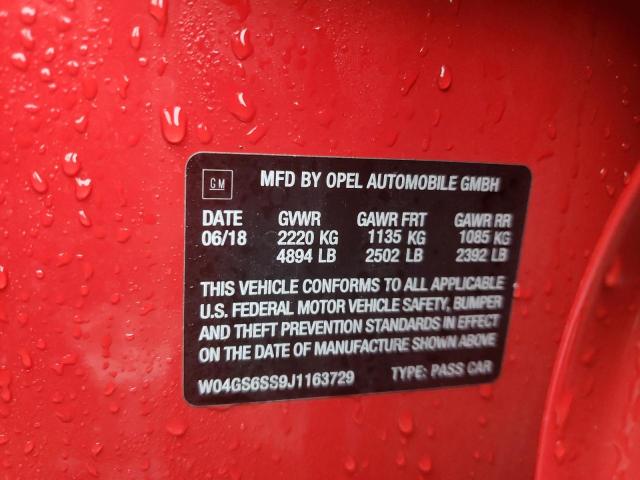 GM MFD BY OPEL AUTOMOBILE GMBH
DATE GVWR GAWR FRT GAWR RR
06/18 2220 KG 1135 KG 1085 KG
4894 LB 2502 LB 2392 LB
THIS VEHICLE CONFORMS TO ALL APPLICABLE
U.S. FEDERAL MOTOR VEHICLE SAFETY, BUMPER
AND THEFT PREVENTION STANDARDS IN EFFECT
ON THE DATE OF MANUFACTURE SHOWN ABOVE
W04GS6SS9J1163729 TYPE: PASS CAR